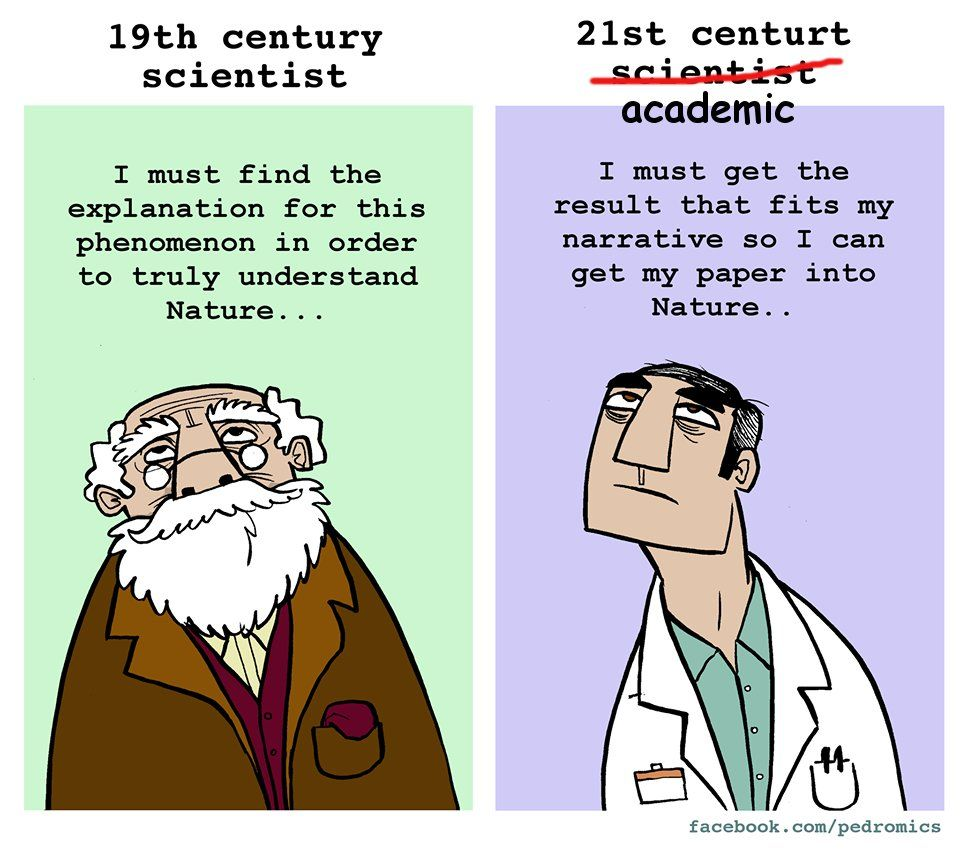 19th century
scientist
I must find the
explanation for this
phenomenon in order
to truly understand
Nature...
21st centurt
scientist
academic
I must get the
result that fits my
narrative so I can
get my paper into
Nature..
facebook.com/pedromics